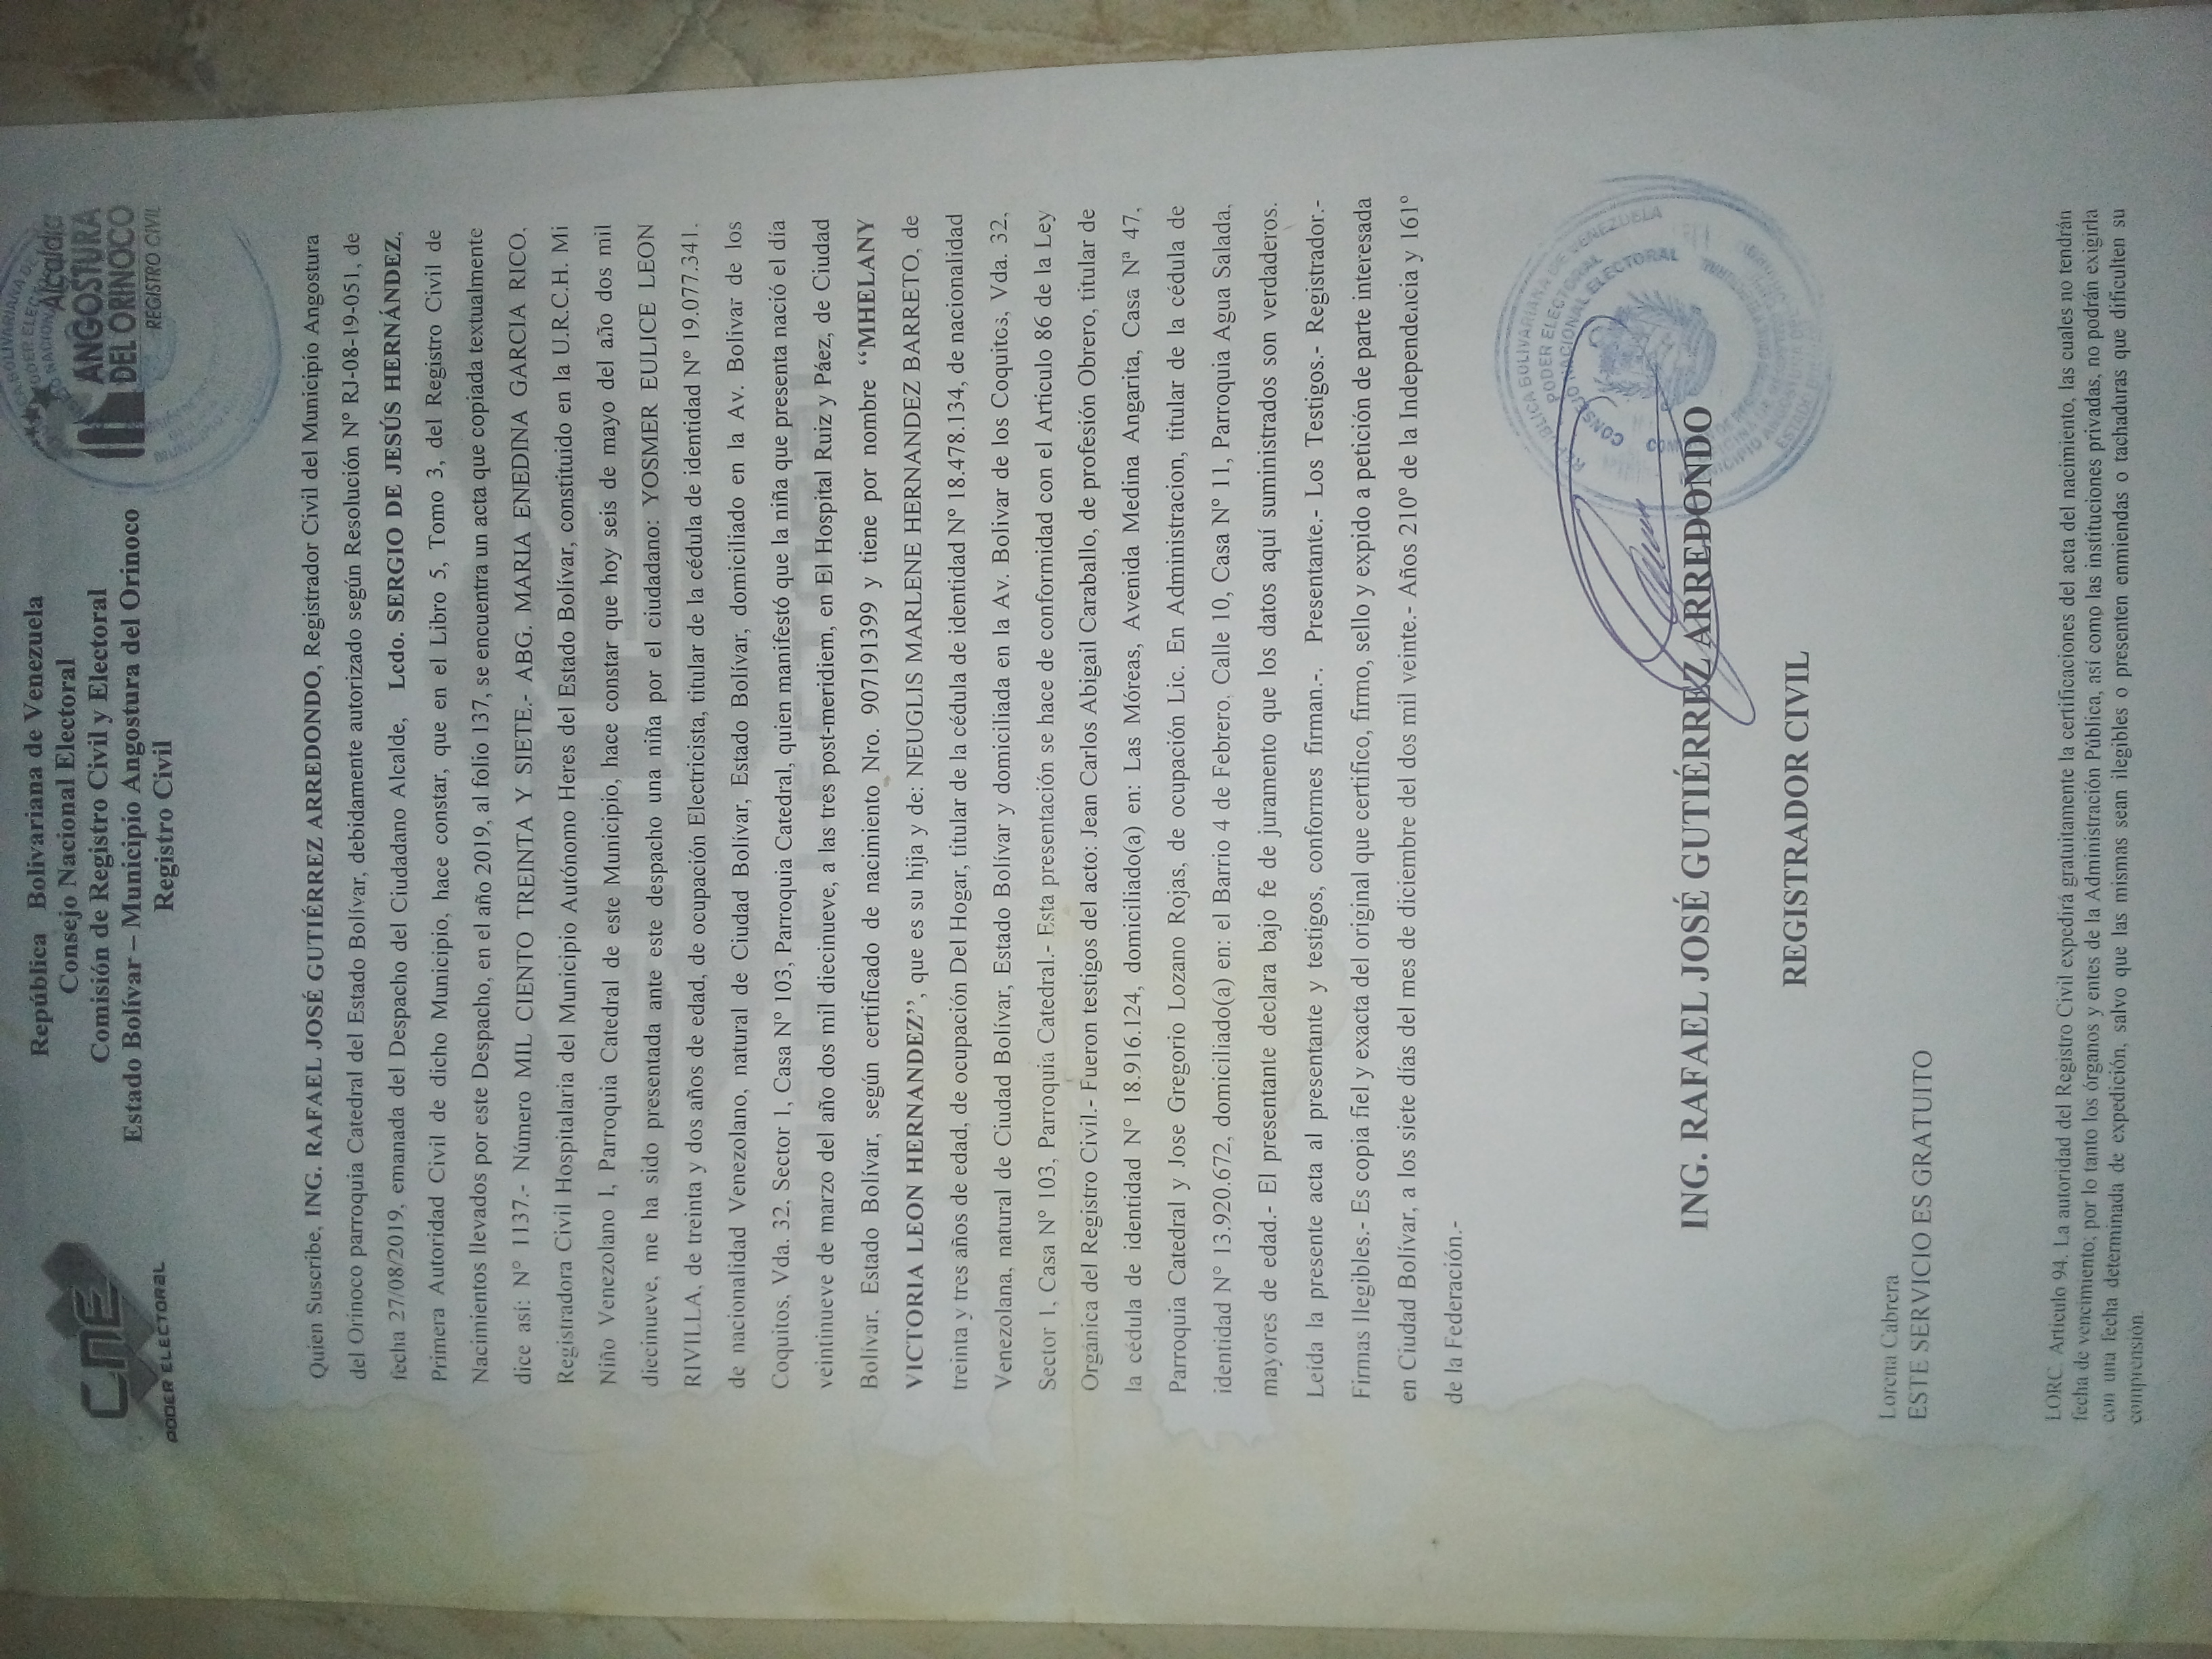 CNE
PODER ELECTORAL
República Bolivariana de Venezuela
Consejo Nacional Electoral
Comisión de Registro Civil y Electoral
Estado Bolívar – Municipio Angostura del Orinoco
Registro Civil
Alcaldía
ANGOSTURA
DEL ORINOCO
REGISTRO CIVIL
Quien Suscribe, ING. RAFAEL JOSÉ GUTIÉRREZ ARREDONDO, Registrador Civil del Municipio Angostura
del Orinoco parroquia Catedral del Estado Bolívar, debidamente autorizado según Resolución Nº RJ-08-19-051, de
fecha 27/08/2019, emanada del Despacho del Ciudadano Alcalde, Lcdo. SERGIO DE JESÚS HERNÁNDEZ,
Primera Autoridad Civil de dicho Municipio, hace constar, que en el Libro 5, Tomo 3, del Registro Civil de
Nacimientos llevados por este Despacho, en el año 2019, al folio 137, se encuentra un acta que copiada textualmente
dice así: N° 1137.- Número MIL CIENTO TREINTA Y SIETE.- ABG. MARIA ENEDINA GARCIA RICO,
Registradora Civil Hospitalaria del Municipio Autónomo Heres del Estado Bolívar, constituido en la U.R.C.H. Mi
Niño Venezolano I, Parroquia Catedral de este Municipio, hace constar que hoy seis de mayo del año dos mil
diecinueve, me ha sido presentada ante este despacho una niña por el ciudadano: YOSMER EULICE LEON
RIVILLA, de treinta y dos años de edad, de ocupación Electricista, titular de la cédula de identidad Nº 19.077.341,
de nacionalidad Venezolano, natural de Ciudad Bolívar, Estado Bolívar, domiciliado en la Av. Bolivar de los
Coquitos, Vda. 32, Sector 1, Casa Nº 103, Parroquia Catedral, quien manifestó que la niña que presenta nació el día
veintinueve de marzo del año dos mil diecinueve, a las tres post-meridiem, en El Hospital Ruiz y Páez, de Ciudad
Bolívar, Estado Bolívar, según certificado de nacimiento Nro. 907191399 y tiene por nombre “MHELANY
VICTORIA LEON HERNANDEZ”, que es su hija y de: NEUGLIS MARLENE HERNANDEZ BARRETO, de
treinta y tres años de edad, de ocupación Del Hogar, titular de la cédula de identidad Nº 18.478.134, de nacionalidad
Venezolana, natural de Ciudad Bolívar, Estado Bolívar y domiciliada en la Av. Bolivar de los Coquitos, Vda. 32,
Sector 1, Casa Nº 103, Parroquia Catedral.- Esta presentación se hace de conformidad con el Articulo 86 de la Ley
Orgánica del Registro Civil.- Fueron testigos del acto: Jean Carlos Abigail Caraballo, de profesión Obrero, titular de
la cédula de identidad N° 18.916.124, domiciliado(a) en: Las Móreas, Avenida Medina Angarita, Casa Nª 47,
Parroquia Catedral y Jose Gregorio Lozano Rojas, de ocupación Lic. En Administracion, titular de la cédula de
identidad N° 13.920.672, domiciliado(a) en: el Barrio 4 de Febrero, Calle 10, Casa Nº 11, Parroquia Agua Salada,
mayores de edad.- El presentante declara bajo fe de juramento que los datos aquí suministrados son verdaderos.
Leída la presente acta al presentante y testigos, conformes firman.-. Presentante.- Los Testigos.- Registrador.-
Firmas Ilegibles.- Es copia fiel y exacta del original que certifico, firmo, sello y expido a petición de parte interesada
en Ciudad Bolívar, a los siete días del mes de diciembre del dos mil veinte.- Años 210º de la Independencia y 161º
de la Federación.-
REPÚBLICA BOLIVARIANA DE VENEZUELA
PODER ELECTORAL
CONSEJO NACIONAL ELECTORAL
ING. RAFAEL JOSÉ GUTIÉRREZ ARREDONDO
REGISTRADOR CIVIL
Lorena Cabrera
ESTE SERVICIO ES GRATUITO
LORC. Articulo 94. La autoridad del Registro Civil expedirá gratuitamente la certificaciones del acta del nacimiento, las cuales no tendrán
fecha de vencimiento; por lo tanto los órganos y entes de la Administración Pública, así como las instituciones privadas, no podrán exigirla
con una fecha determinada de expedición, salvo que las mismas sean ilegibles o presenten enmiendas o tachaduras que dificulten su
comprensión.